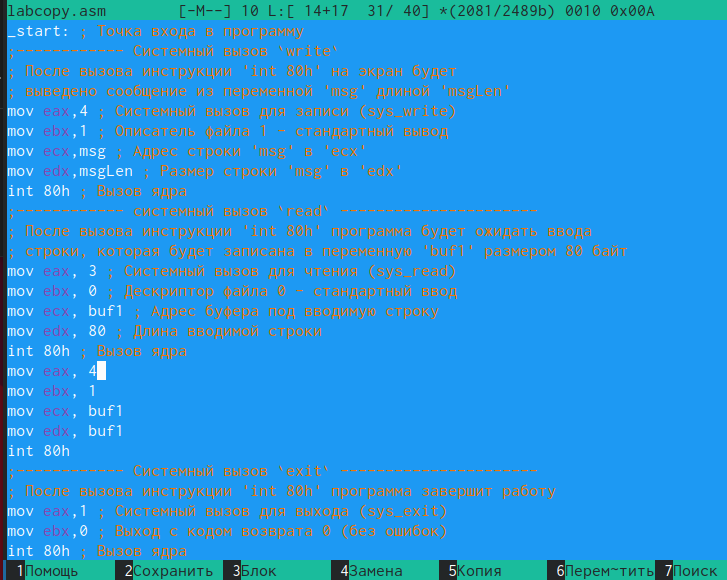 labcopy.asm        [-M--] 10 L:[ 14+17  31/ 40] *(2081/2489b) 0010 0x00A
_start: ; Точка входа в программу
;------------ Системный вызов `write`
; После вызова инструкции 'int 80h' на экран будет
; выведено сообщение из переменной 'msg' длиной 'msgLen'
mov eax,4 ; Системный вызов для записи (sys_write)
mov ebx,1 ; Описатель файла 1 - стандартный вывод
mov ecx,msg ; Адрес строки 'msg' в 'ecx'
mov edx,msgLen ; Размер строки 'msg' в 'edx'
int 80h ; Вызов ядра
;------------ системный вызов `read` ----------------------
; После вызова инструкции 'int 80h' программа будет ожидать ввода
; строки, которая будет записана в переменную 'buf1' размером 80 байт
mov eax, 3 ; Системный вызов для чтения (sys_read)
mov ebx, 0 ; Дескриптор файла 0 - стандартный ввод
mov ecx, buf1 ; Адрес буфера под вводимую строку
mov edx, 80 ; Длина вводимой строки
int 80h ; Вызов ядра
mov eax, 4
mov ebx, 1
mov ecx, buf1
mov edx, buf1
int 80h
;------------ Системный вызов `exit` ----------------------
; После вызова инструкции 'int 80h' программа завершит работу
mov eax,1 ; Системный вызов для выхода (sys_exit)
mov ebx,0 ; Выход с кодом возврата 0 (без ошибок)
int 80h ; Вызов ядра
1Помощь 2Сохранить 3Блок 4Замена 5Копия 6Перем~тить 7Поиск